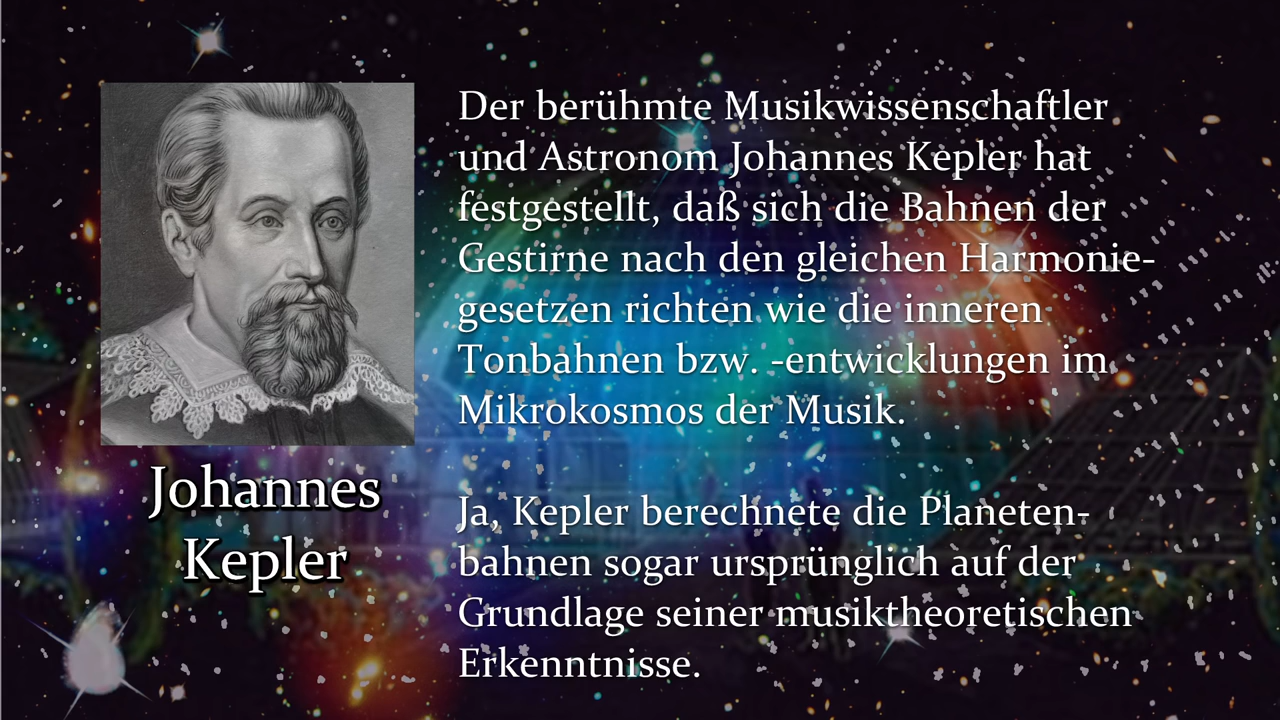 Der berühmte Musikwissenschaftler
und Astronom Johannes Kepler hat
festgestellt, daß sich die Bahnen der
Gestirne nach den gleichen Harmonie-
gesetzen richten wie die inneren
Tonbahnen bzw. -entwicklungen im
Mikrokosmos der Musik.
Ja, Kepler berechnete die Planeten-
bahnen sogar ursprünglich auf der
Grundlage seiner musiktheoretischen
Erkenntnisse.
Johannes
Kepler